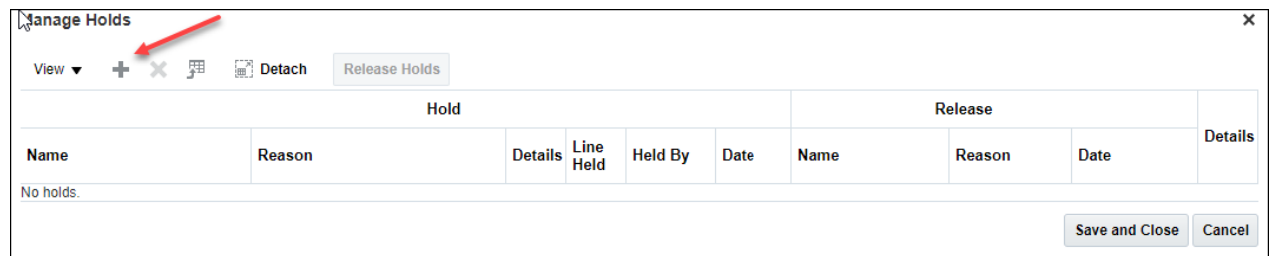 Manage Holds
View Detach Release Holds
Hold Release
Name Reason Details Line Held Held By Date Name Reason Date Details
No holds.
Save and Close Cancel